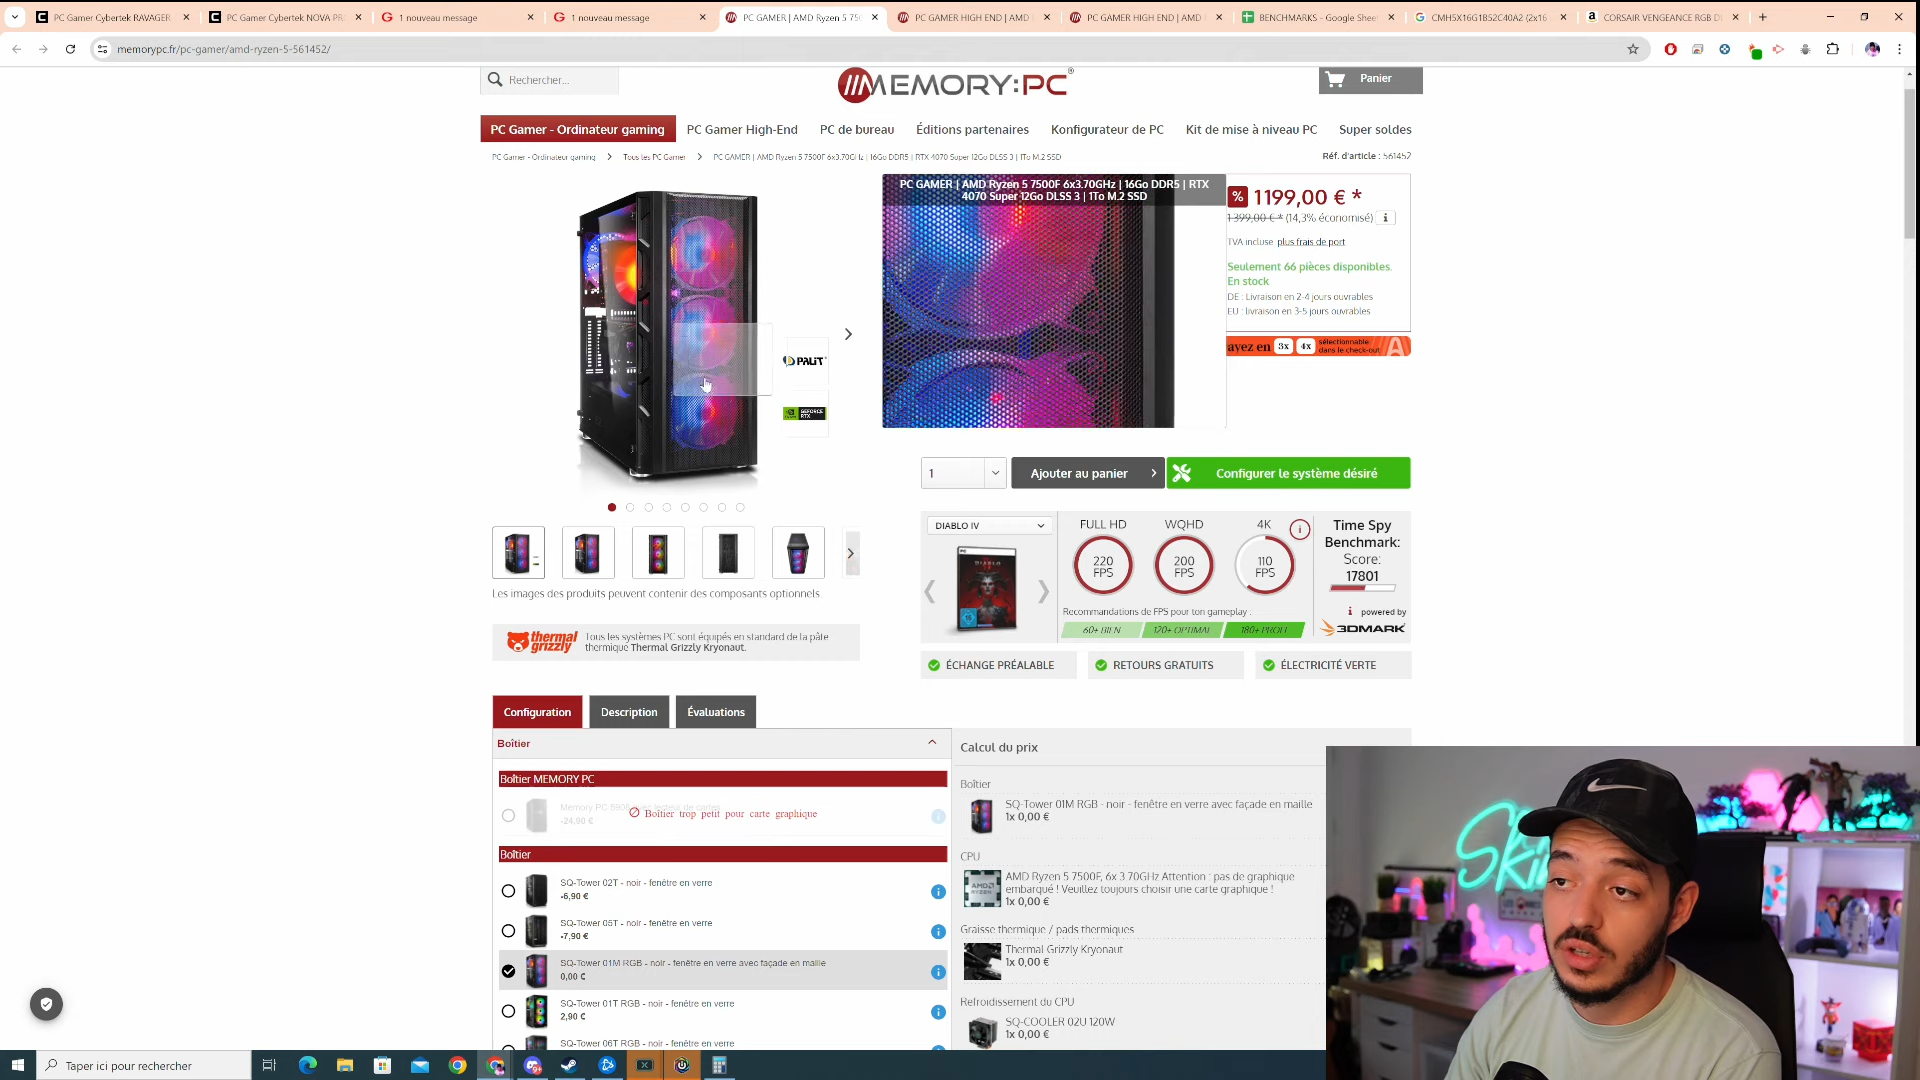 PC Gamer Cybertek RAVAGER
PC Gamer Cybertek NOVA PR
1 nouveau message
1 nouveau message
PC GAMER | AMD Ryzen 5 75
PC GAMER HIGH END | AMD
PC GAMER HIGH END | AMD
BENCHMARKS – Google Sheet
CMH5X16G1852C40A2 (2x16
CORSAIR VENGEANCE RGB D
memorypc.fr/pc-gamer/amd-ryzen-5-561452/
Rechercher...
MEMORY:PC
Panier
PC Gamer - Ordinateur gaming
PC Gamer High-End
PC de bureau
Éditions partenaires
Konfigurateur de PC
Kit de mise à niveau PC
Super soldes
PC Gamer - Ordinateur gaming > Tous les PC Gamer > PC GAMER | AMD Ryzen 5 7500F 6x3.70GHz | 16Go DDR5 | RTX 4070 Super 12Go DLSS 3 | 1To M.2 SSD
Réf. d'article : 561452
PC GAMER | AMD Ryzen 5 7500F 6x3.70GHz | 16Go DDR5 | RTX
4070 Super 12Go DLSS 3 | 1To M.2 SSD
% 1199,00 € *
1 399,00 € * (14,3% économisé)
TVA incluse plus frais de port
Seulement 66 pièces disponibles.
En stock
DE : Livraison en 2-4 jours ouvrables
EU : livraison en 3-5 jours ouvrables
ayez en 3x 4x sélectionnable
dans le check-out
PALIT
GEFORCE
RTX
1
Ajouter au panier
Configurer le système désiré
DIABLO IV
FULL HD
WQHD
4K
220
FPS
200
FPS
110
FPS
Time Spy
Benchmark:
Score:
17801
powered by
3DMARK
Recommandations de FPS pour ton gameplay :
60+ BIEN
120+ OPTIMAL
180+ PROFI
Les images des produits peuvent contenir des composants optionnels.
thermal
grizzly
Tous les systèmes PC sont équipés en standard de la pâte
thermique Thermal Grizzly Kryonaut.
ÉCHANGE PRÉALABLE
RETOURS GRATUITS
ÉLECTRICITÉ VERTE
Configuration
Description
Évaluations
Boîtier
Boîtier MEMORY PC
-24,90 €
Boîtier trop petit pour carte graphique
Boîtier
SQ-Tower 02T - noir - fenêtre en verre
-6,90 €
SQ-Tower 05T - noir - fenêtre en verre
-7,90 €
SQ-Tower 01M RGB - noir - fenêtre en verre avec façade en maille
0,00 €
SQ-Tower 01T RGB - noir - fenêtre en verre
2,90 €
SQ-Tower 06T RGB - noir - fenêtre en verre
Calcul du prix
Boîtier
SQ-Tower 01M RGB - noir - fenêtre en verre avec façade en maille
1x 0,00 €
CPU
AMD Ryzen 5 7500F, 6x 3.70GHz Attention : pas de graphique
embarqué ! Veuillez toujours choisir une carte graphique !
1x 0,00 €
Graisse thermique / pads thermiques
Thermal Grizzly Kryonaut
1x 0,00 €
Refroidissement du CPU
SQ-COOLER 02U 120W
1x 0,00 €
Taper ici pour rechercher